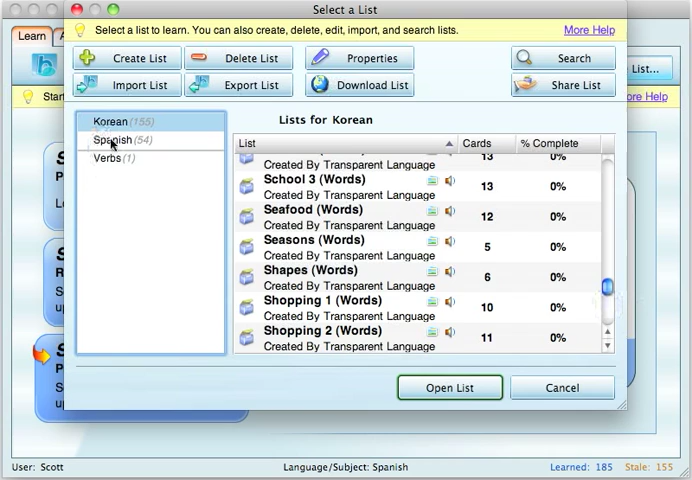 Select a List
Select a list to learn. You can also create, delete, edit, import, and search lists. More Help
Learn
Create List Delete List Properties Search
Import List Export List Download List Share List
List...
Korean (155)
Spanish (54)
Verbs (1)
Lists for Korean
List Cards % Complete
13 0%
Created By Transparent Language
School 3 (Words) 13 0%
Created By Transparent Language
Seafood (Words) 12 0%
Created By Transparent Language
Seasons (Words) 5 0%
Created By Transparent Language
Shapes (Words) 6 0%
Created By Transparent Language
Shopping 1 (Words) 10 0%
Created By Transparent Language
Shopping 2 (Words) 11 0%
Created By Transparent Language
Open List Cancel
User: Scott Language/Subject: Spanish Learned: 185 Stale: 155